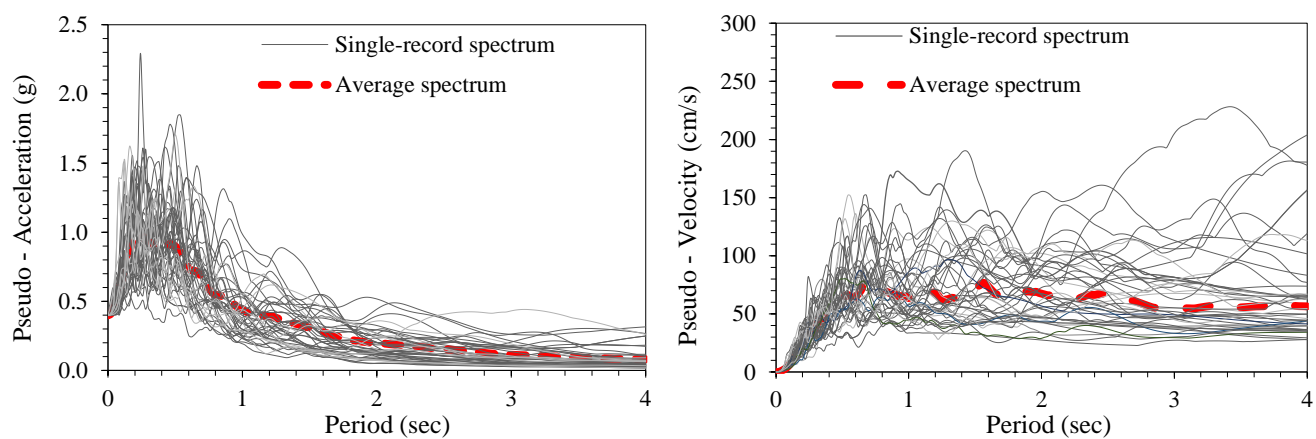 Pseudo - Acceleration (g)
2.5
2.0
1.5
1.0
0.5
0.0
Single-record spectrum
Average spectrum
0 1 2 3 4
Period (sec)
Pseudo - Velocity (cm/s)
300
250
200
150
100
50
0
Single-record spectrum
Average spectrum
0 1 2 3 4
Period (sec)